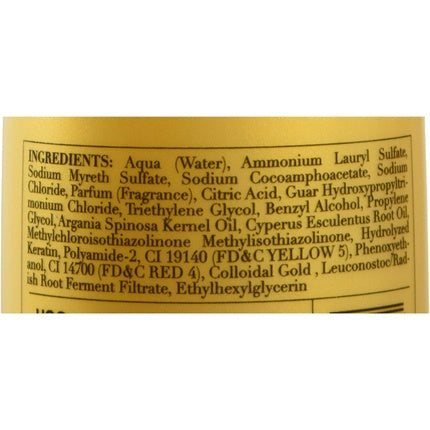 INGREDIENTS: Aqua (Water), Ammonium Lauryl Sulfate,
Sodium Myreth Sulfate, Sodium Cocoamphoacetate, Sodium
Chloride, Parfum (Fragrance), Citric Acid, Guar Hydroxypropyltri-
monium Chloride, Triethylene Glycol, Benzyl Alcohol, Propylene
Glycol, Argania Spinosa Kernel Oil, Cyperus Esculentus Root Oil,
Methylchloroisothiazolinone Methylisothiazolinone, Hydrolyzed
Keratin, Polyamide-2, CI 19140 (FD&C YELLOW 5), Phenoxyeth-
anol, CI 14700 (FD&C RED 4), Colloidal Gold , Leuconostoc/Rad-
ish Root Ferment Filtrate, Ethylhexylglycerin